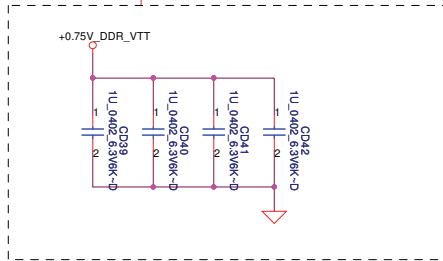 +0.75V_DDR_VTT
1
2
CD39
1U_0402_6.3V6K~D
1
2
CD40
1U_0402_6.3V6K~D
1
2
CD41
1U_0402_6.3V6K~D
1
2
CD42
1U_0402_6.3V6K~D